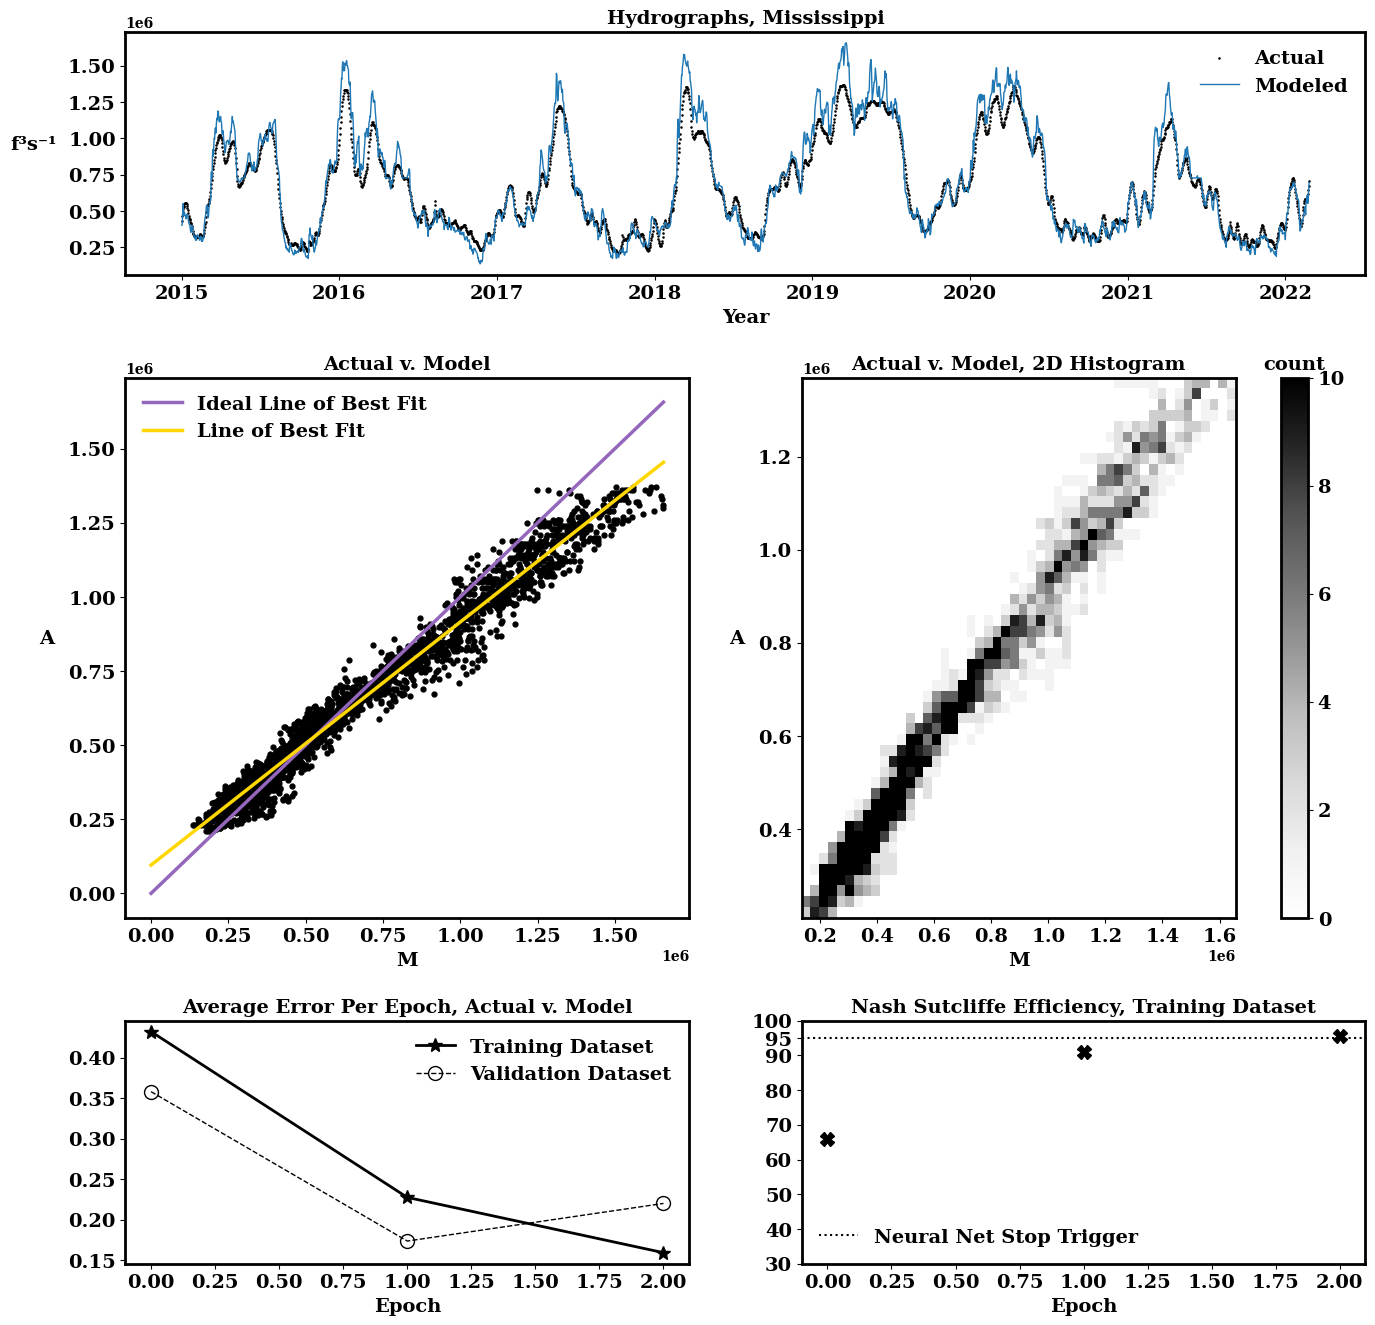 Hydrographs, Mississippi
1e6
1.50
1.25
1.00
0.75
0.50
0.25
f³s⁻¹
Actual
Modeled
2015 2016 2017 2018 2019 2020 2021 2022
Year
Actual v. Model
1e6
Ideal Line of Best Fit
Line of Best Fit
1.50
1.25
1.00
0.75
0.50
0.25
0.00
A
0.00 0.25 0.50 0.75 1.00 1.25 1.50
M
1e6
Actual v. Model, 2D Histogram
1e6
1.2
1.0
0.8
0.6
0.4
A
0.2 0.4 0.6 0.8 1.0 1.2 1.4 1.6
M
1e6
count
10
8
6
4
2
0
Average Error Per Epoch, Actual v. Model
Training Dataset
Validation Dataset
0.40
0.35
0.30
0.25
0.20
0.15
0.00 0.25 0.50 0.75 1.00 1.25 1.50 1.75 2.00
Epoch
Nash Sutcliffe Efficiency, Training Dataset
100
95
90
80
70
60
50
40
30
Neural Net Stop Trigger
0.00 0.25 0.50 0.75 1.00 1.25 1.50 1.75 2.00
Epoch